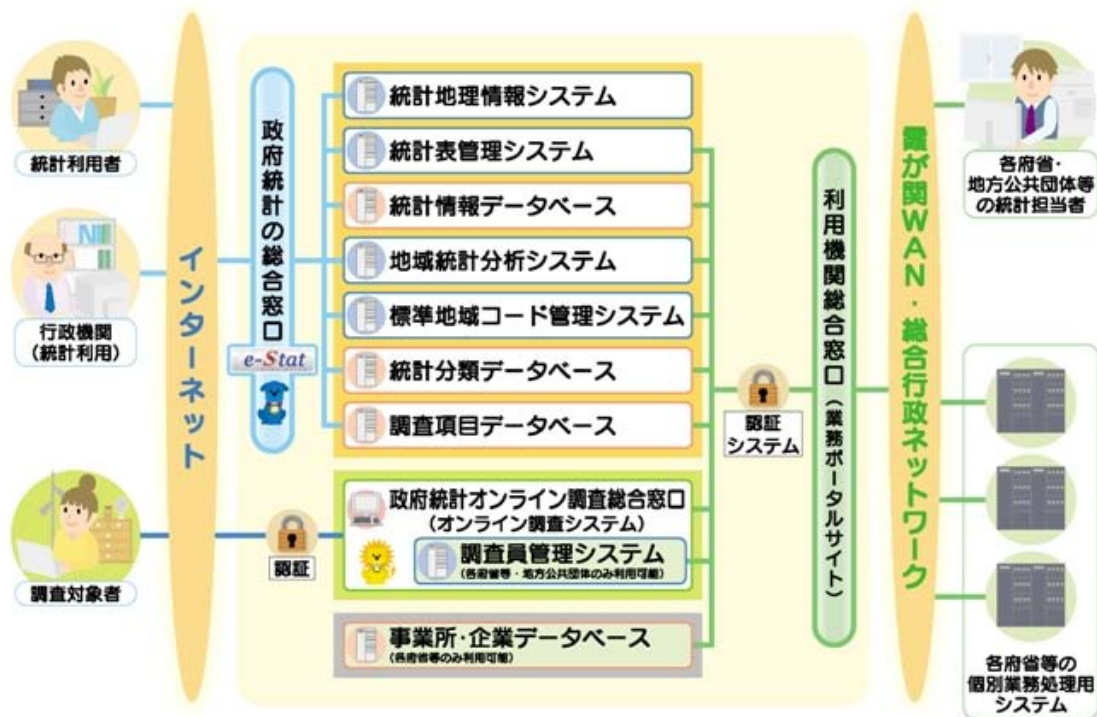 統計利用者
行政機関
(統計利用)
調査対象者
インターネット
政府統計の総合窓口
e-Stat
統計地理情報システム
統計表管理システム
統計情報データベース
地域統計分析システム
標準地域コード管理システム
統計分類データベース
調査項目データベース
認証
政府統計オンライン調査総合窓口
(オンライン調査システム)
調査員管理システム
(各府省等・地方公共団体のみ利用可能)
事業所・企業データベース
(各府省等のみ利用可能)
認証
システム
利用機関総合窓口(業務ポータルサイト)
霞が関WAN・総合行政ネットワーク
各府省・
地方公共団体等
の統計担当者
各府省等の
個別業務処理用
システム